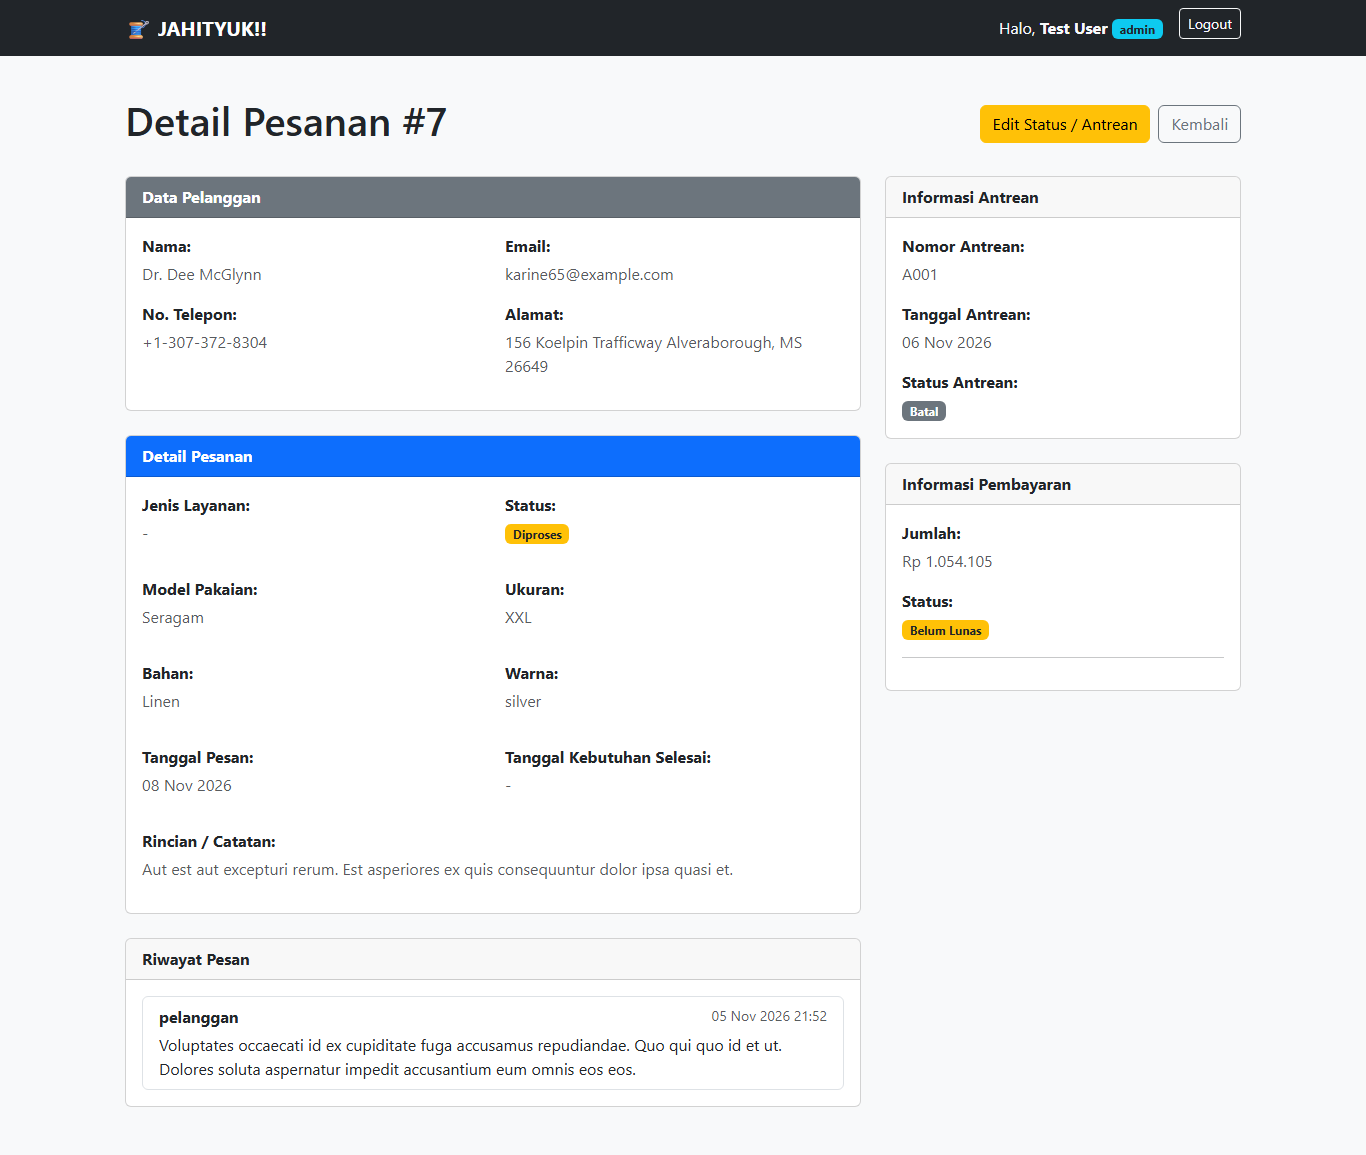 JAHITYUK!!
Halo, Test User admin
Logout
Detail Pesanan #7
Edit Status / Antrean
Kembali
Data Pelanggan
Nama:
Dr. Dee McGlynn
Email:
karine65@example.com
No. Telepon:
+1-307-372-8304
Alamat:
156 Koelpin Trafficway Alveraborough, MS
26649
Detail Pesanan
Jenis Layanan:
-
Status:
Diproses
Model Pakaian:
Seragam
Ukuran:
XXL
Bahan:
Linen
Warna:
silver
Tanggal Pesan:
08 Nov 2026
Tanggal Kebutuhan Selesai:
-
Rincian / Catatan:
Aut est aut excepturi rerum. Est asperiores ex quis consequuntur dolor ipsa quasi et.
Riwayat Pesan
pelanggan
05 Nov 2026 21:52
Voluptates occaecati id ex cupiditate fuga accusamus repudiandae. Quo qui quo id et ut.
Dolores soluta aspernatur impedit accusantium eum omnis eos eos.
Informasi Antrean
Nomor Antrean:
A001
Tanggal Antrean:
06 Nov 2026
Status Antrean:
Batal
Informasi Pembayaran
Jumlah:
Rp 1.054.105
Status:
Belum Lunas